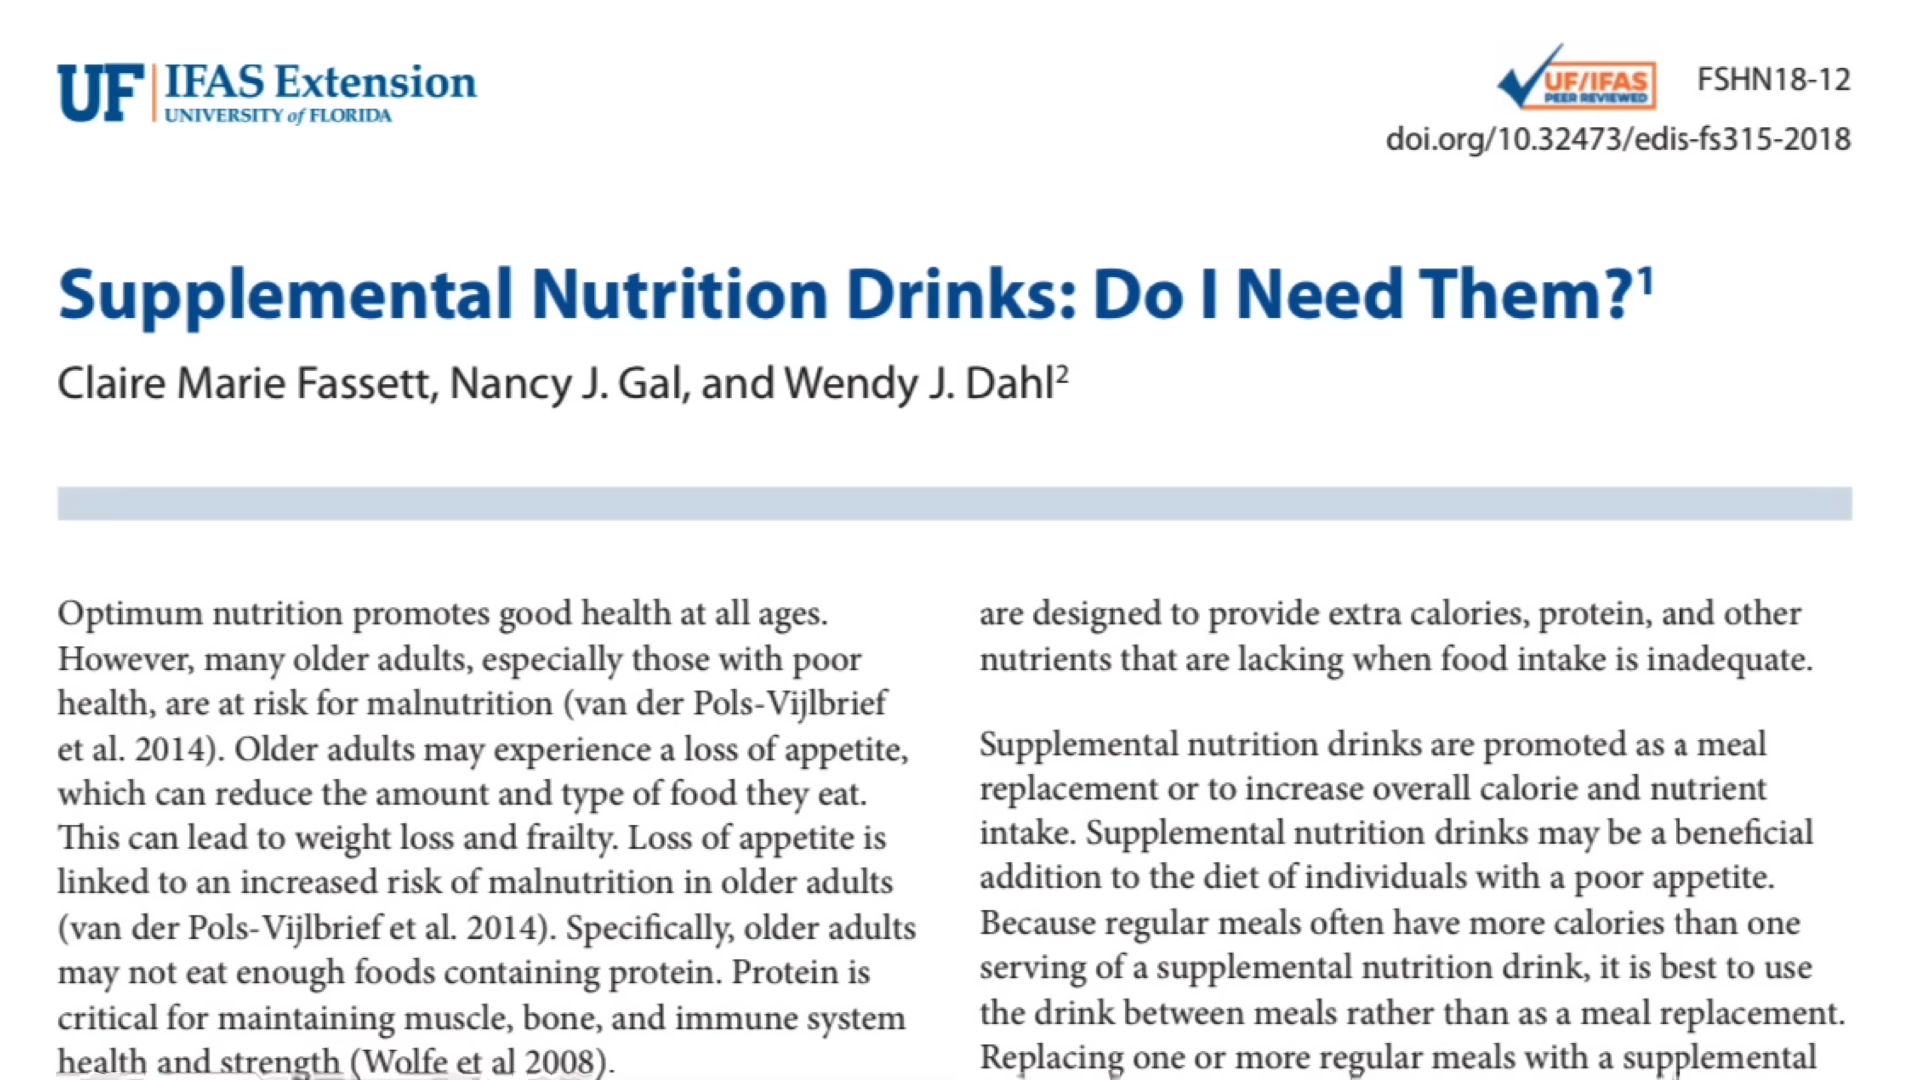 UF IFAS Extension
UNIVERSITY of FLORIDA
UF/IFAS
PEER REVIEWED
FSHN18-12
doi.org/10.32473/edis-fs315-2018
Supplemental Nutrition Drinks: Do I Need Them?1
Claire Marie Fassett, Nancy J. Gal, and Wendy J. Dahl2
Optimum nutrition promotes good health at all ages.
However, many older adults, especially those with poor
health, are at risk for malnutrition (van der Pols-Vijlbrief
et al. 2014). Older adults may experience a loss of appetite,
which can reduce the amount and type of food they eat.
This can lead to weight loss and frailty. Loss of appetite is
linked to an increased risk of malnutrition in older adults
(van der Pols-Vijlbrief et al. 2014). Specifically, older adults
may not eat enough foods containing protein. Protein is
critical for maintaining muscle, bone, and immune system
health and strength (Wolfe et al 2008).
are designed to provide extra calories, protein, and other
nutrients that are lacking when food intake is inadequate.
Supplemental nutrition drinks are promoted as a meal
replacement or to increase overall calorie and nutrient
intake. Supplemental nutrition drinks may be a beneficial
addition to the diet of individuals with a poor appetite.
Because regular meals often have more calories than one
serving of a supplemental nutrition drink, it is best to use
the drink between meals rather than as a meal replacement.
Replacing one or more regular meals with a supplemental